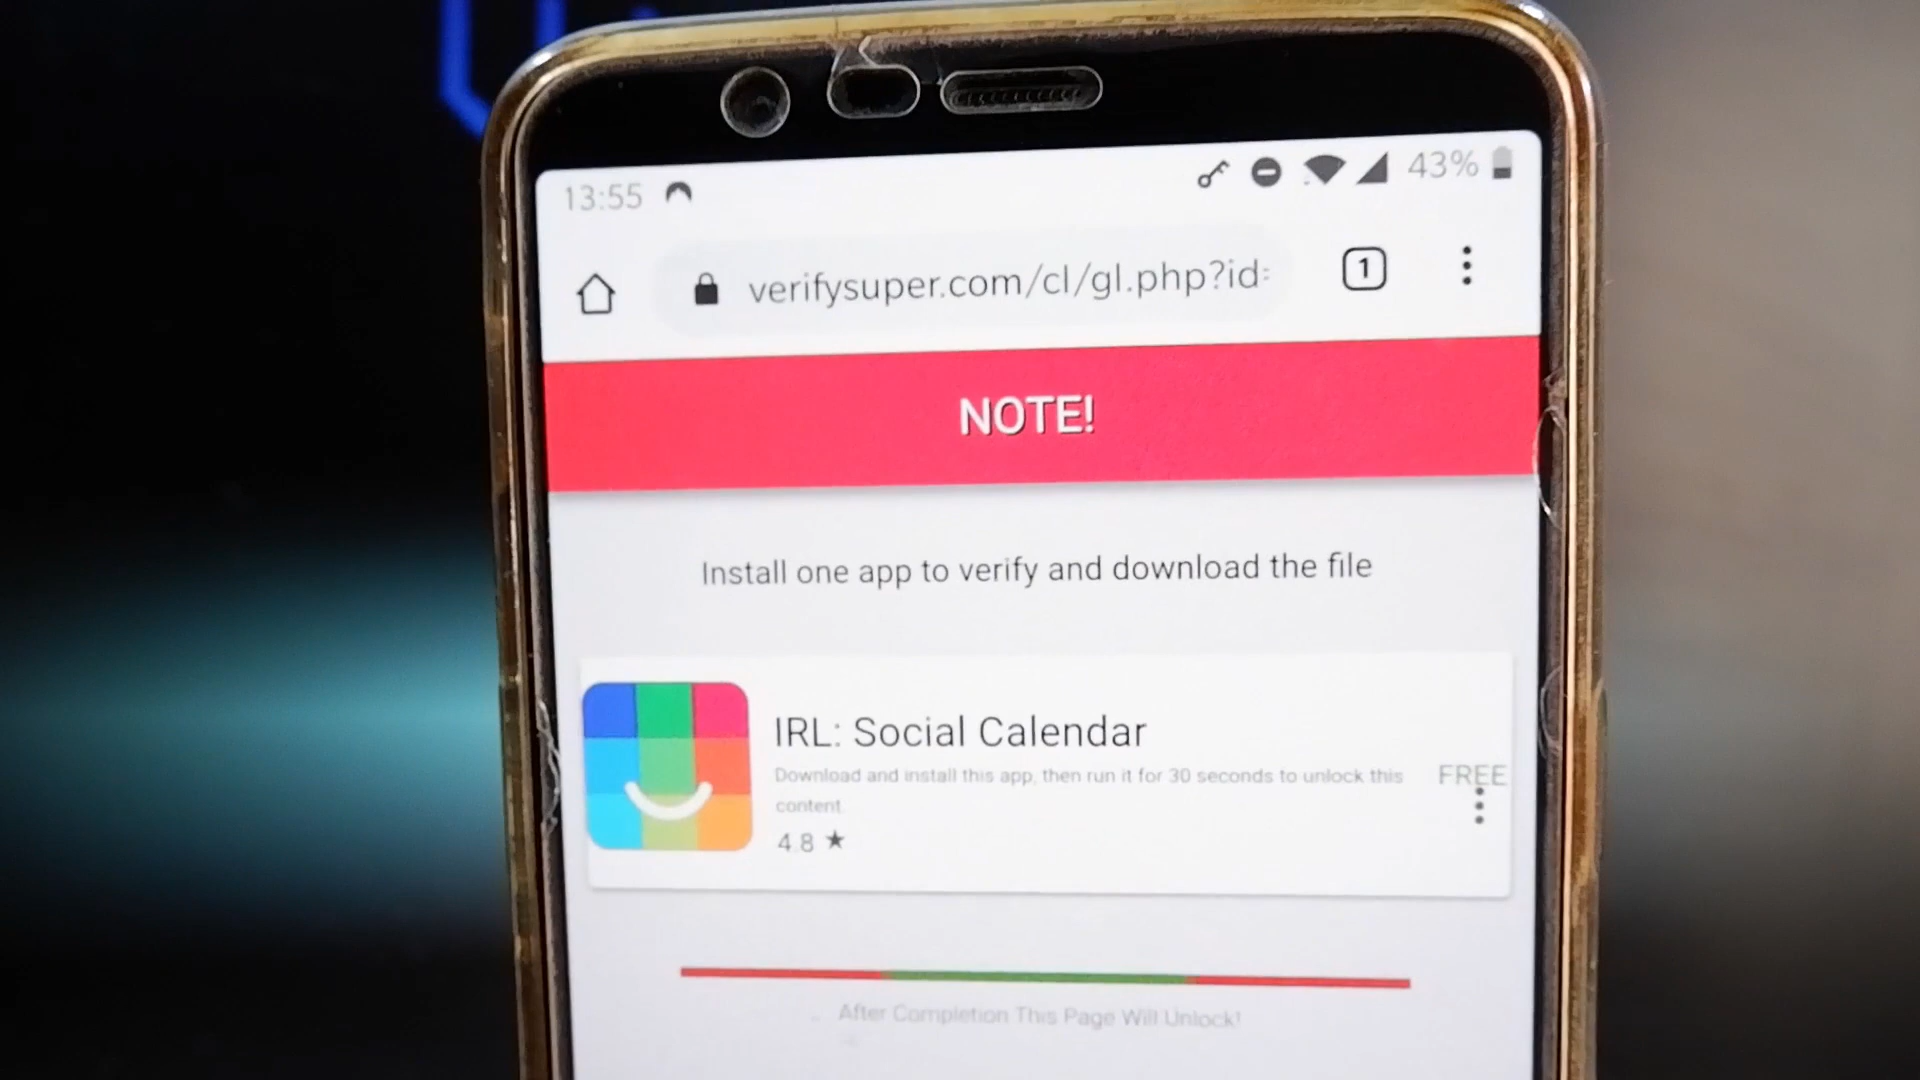 13:55 43%
verifysuper.com/cl/gl.php?id= 1
NOTE!
Install one app to verify and download the file
IRL: Social Calendar
Download and install this app, then run it for 30 seconds to unlock this
content.
FREE
4.8 ★
After Completion This Page Will Unlock!